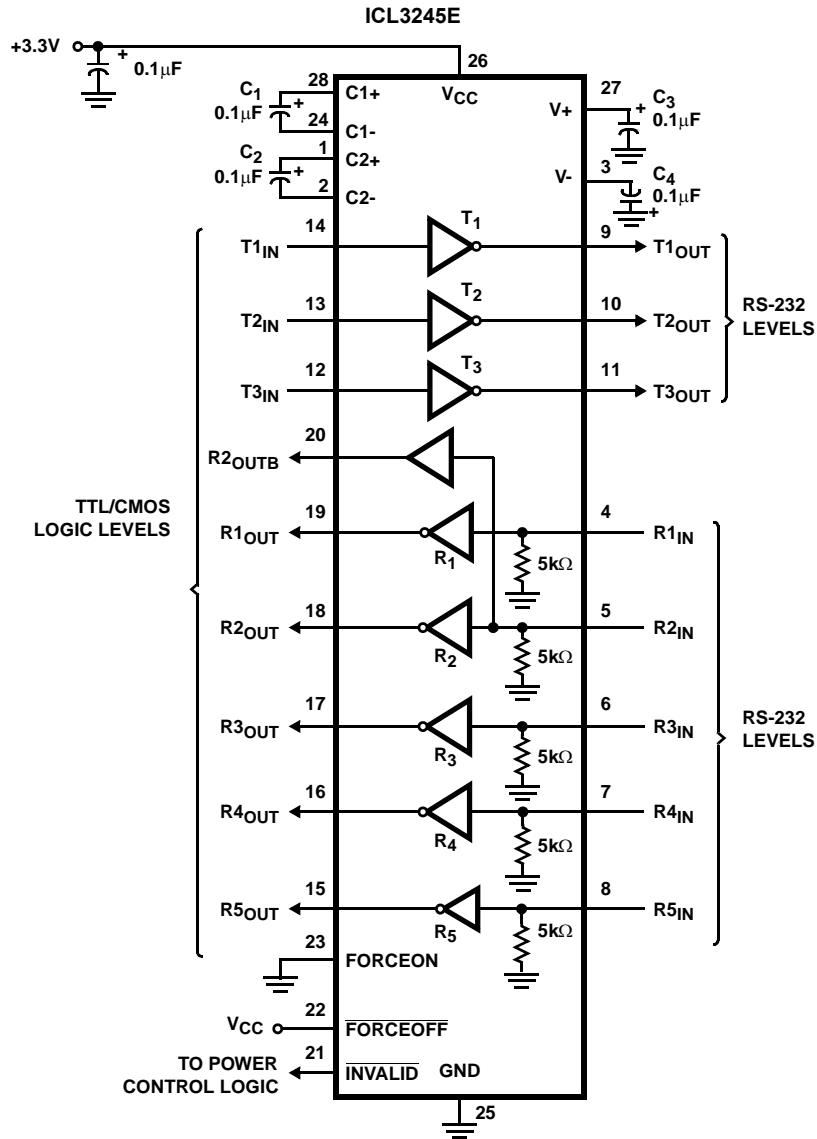 ICL3245E
+3.3V
+
0.1μF
26
VCC
C1
0.1μF
+
28
C1+
24
C1-
C2
0.1μF
+
1
C2+
2
C2-
27
V+
+
C3
0.1μF
3
V-
C4
0.1μF
+
T1IN
14
T1
9
T1OUT
T2IN
13
T2
10
T2OUT
T3IN
12
T3
11
T3OUT
RS-232
LEVELS
R2OUTB
20
TTL/CMOS
LOGIC LEVELS
R1OUT
19
R1
5kΩ
4
R1IN
R2OUT
18
R2
5kΩ
5
R2IN
R3OUT
17
R3
5kΩ
6
R3IN
RS-232
LEVELS
R4OUT
16
R4
5kΩ
7
R4IN
R5OUT
15
R5
5kΩ
8
R5IN
23
FORCEON
VCC
22
FORCEOFF
TO POWER
CONTROL LOGIC
21
INVALID
GND
25